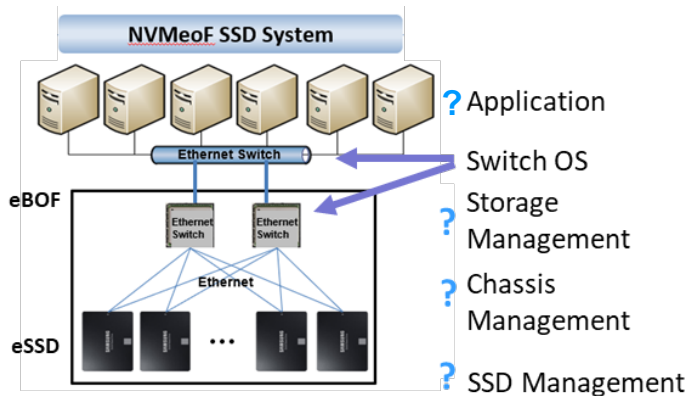 NVMeoF SSD System
? Application
Ethernet Switch
Switch OS
eBOF
Ethernet
Switch
Ethernet
Switch
? Storage
Management
Ethernet
? Chassis
Management
eSSD
•••
? SSD Management